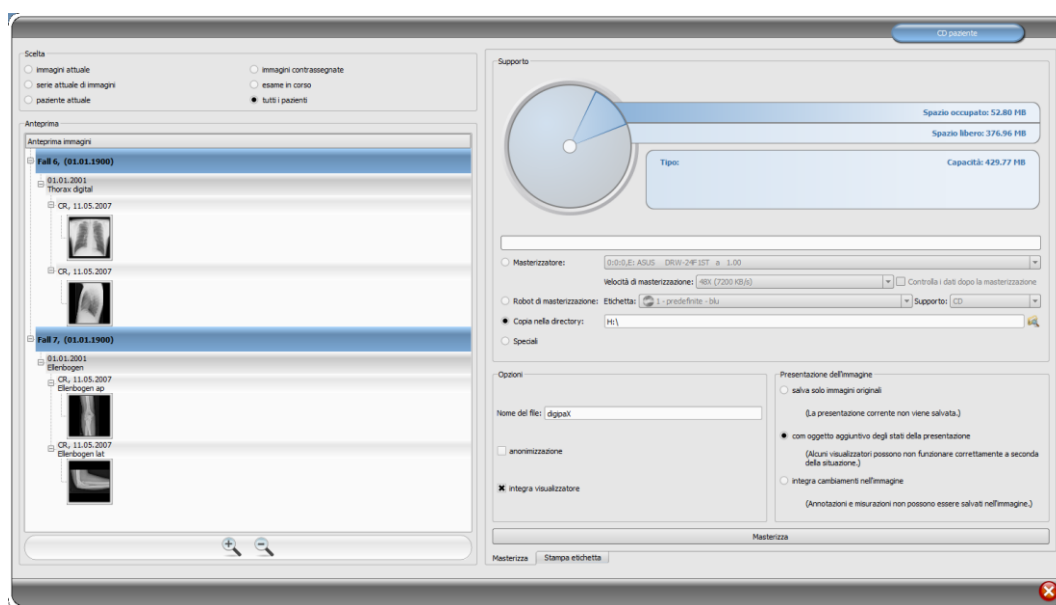 CD paziente
Scelta
immagini attuale
immagini contrassegnate
serie attuale di immagini
esame in corso
paziente attuale
tutti i pazienti
Anteprima
Anteprima immagini
Fall 6, (01.01.1900)
01.01.2001
Thorax digital
CR, 11.05.2007
CR, 11.05.2007
Fall 7, (01.01.1900)
01.01.2001
Ellenbogen
CR, 11.05.2007
Ellenbogen ap
CR, 11.05.2007
Ellenbogen lat
Supporto
Spazio occupato: 52.80 MB
Spazio libero: 376.96 MB
Tipo: Capacità: 429.77 MB
Masterizzatore: 0:0:0,E: ASUS DRW-24F1ST a 1.00
Velocità di masterizzazione: 48X (7200 KB/s) Controlla i dati dopo la masterizzazione
Robot di masterizzazione: Etichetta: 1 - predefinite - blu Supporto: CD
Copia nella directory: H:\
Speciali
Opzioni
Nome del file: digipaX
anonimizzazione
integra visualizzatore
Presentazione dell'immagine
salva solo immagini originali
(La presentazione corrente non viene salvata.)
com oggetto aggiuntivo degli stati della presentazione
(Alcuni visualizzatori possono non funzionare correttamente a seconda
della situazione.)
integra cambiamenti nell'immagine
(Annotazioni e misurazioni non possono essere salvati nell'immagine.)
Masterizza
Masterizza Stampa etichetta